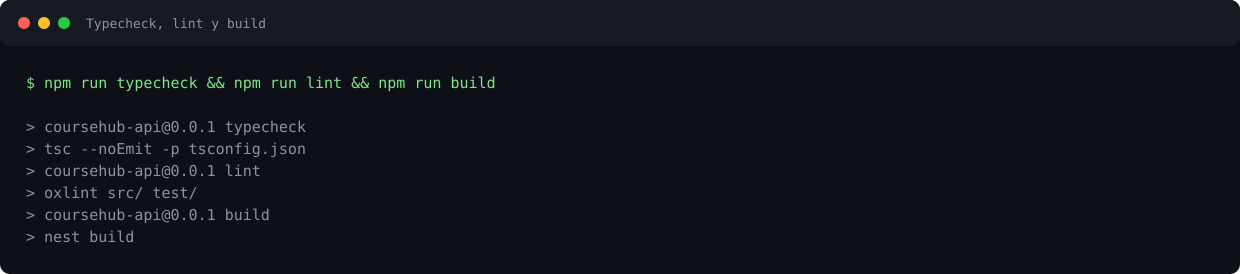 Typecheck, lint y build
$ npm run typecheck && npm run lint && npm run build
> coursehub-api@0.0.1 typecheck
> tsc --noEmit -p tsconfig.json
> coursehub-api@0.0.1 lint
> oxlint src/ test/
> coursehub-api@0.0.1 build
> nest build